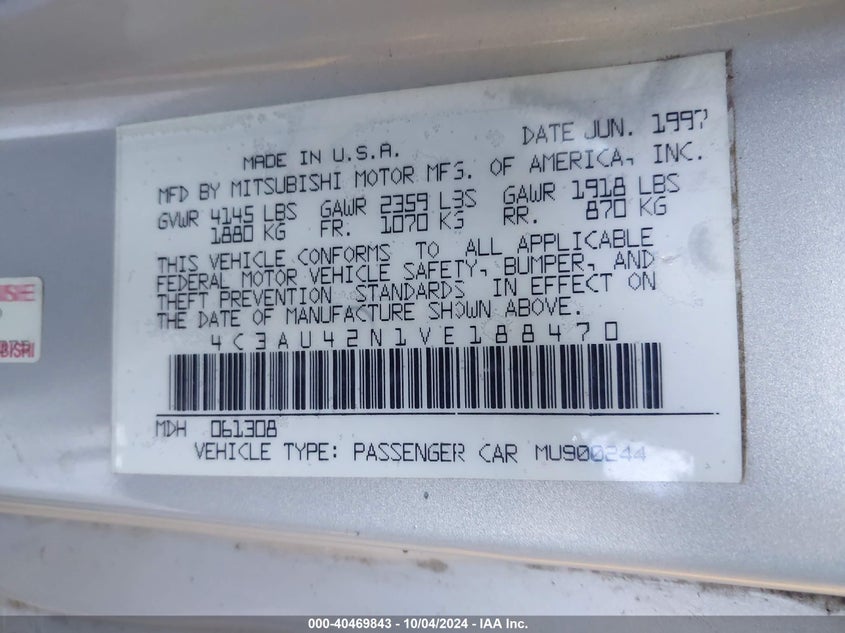 DATE JUN. 1997
MADE IN U.S.A.
MFD BY MITSUBISHI MOTOR MFG. OF AMERICA, INC.
GVWR 4145 LBS GAWR 2359 LBS GAWR 1918 LBS
1880 KG FR. 1070 KG RR. 870 KG
THIS VEHICLE CONFORMS TO ALL APPLICABLE
FEDERAL MOTOR VEHICLE SAFETY, BUMPER, AND
THEFT PREVENTION STANDARDS IN EFFECT ON
THE DATE OF MANUFACTURE SHOWN ABOVE.
4C3AU42N1VE188470
MDH 061308
VEHICLE TYPE: PASSENGER CAR MU900244
000-40469843 - 10/04/2024 - IAA Inc.